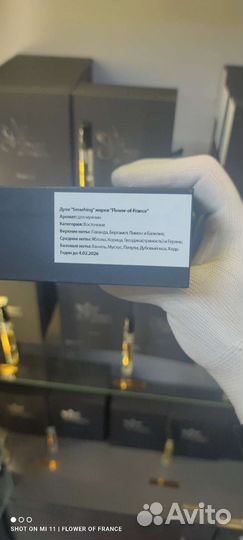 Духи "Smashing" марки "Flower-of-France"
Аромат: для мужчин
Категория: Восточные
Верхние ноты: Лаванда, Бергамот, Лимон и Базилик;
Средние ноты: Яблоко, Корица, Гвоздика(пряность) и Герань;
Базовые ноты: Ваниль, Мускус, Пачули, Дубовый мох, Кедр.
Годен до 4.02.2026
SHOT ON MI 11 | FLOWER OF FRANCE
Avito